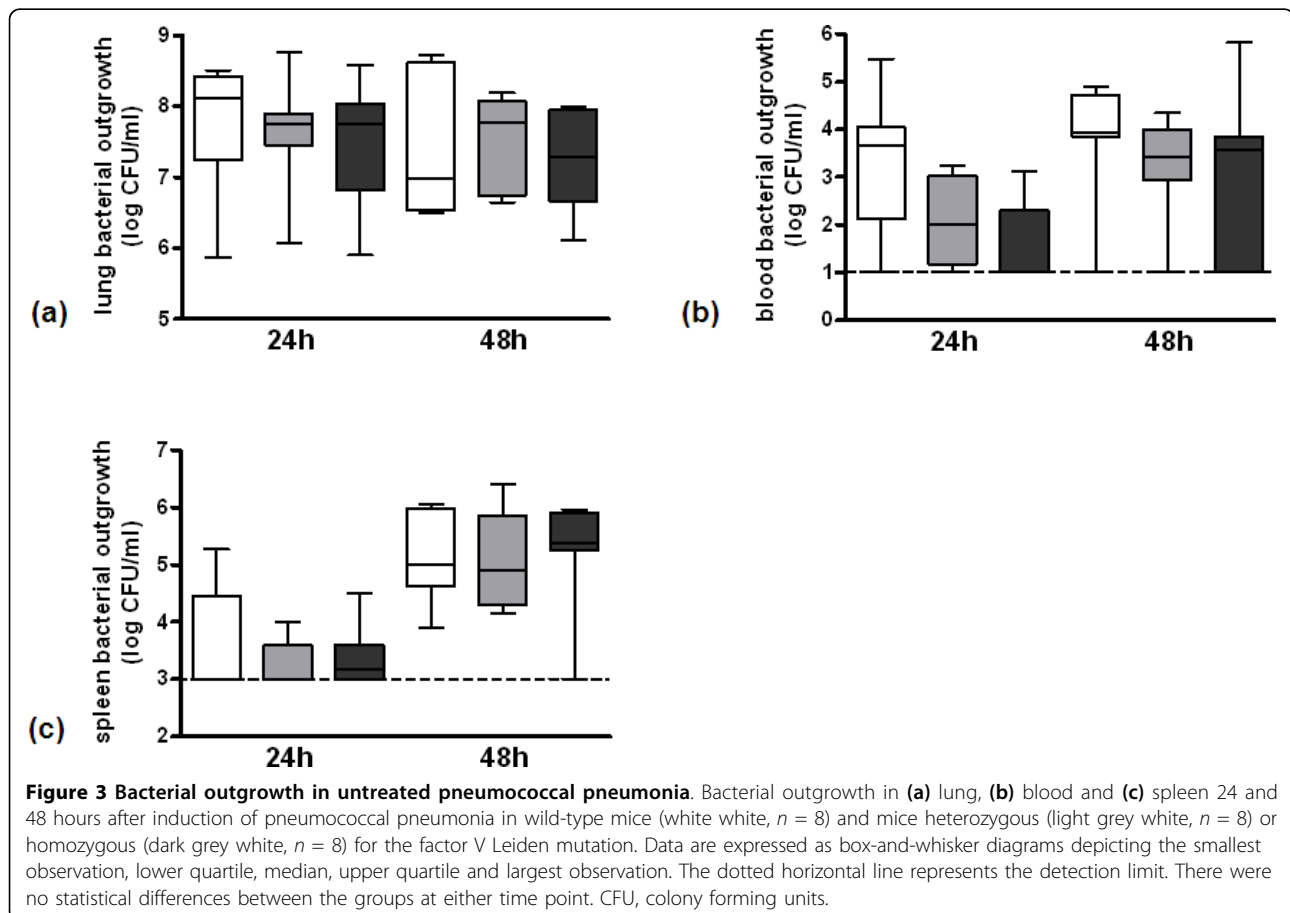 9
8
7
6
5
lung bacterial outgrowth
(log CFU/ml)
24h
48h
(a)
6
5
4
3
2
1
0
blood bacterial outgrowth
(log CFU/ml)
24h
48h
(b)
7
6
5
4
3
2
spleen bacterial outgrowth
(log CFU/ml)
24h
48h
(c)
Figure 3 Bacterial outgrowth in untreated pneumococcal pneumonia. Bacterial outgrowth in (a) lung, (b) blood and (c) spleen 24 and
48 hours after induction of pneumococcal pneumonia in wild-type mice (white white, n = 8) and mice heterozygous (light grey white, n = 8) or
homozygous (dark grey white, n = 8) for the factor V Leiden mutation. Data are expressed as box-and-whisker diagrams depicting the smallest
observation, lower quartile, median, upper quartile and largest observation. The dotted horizontal line represents the detection limit. There were
no statistical differences between the groups at either time point. CFU, colony forming units.